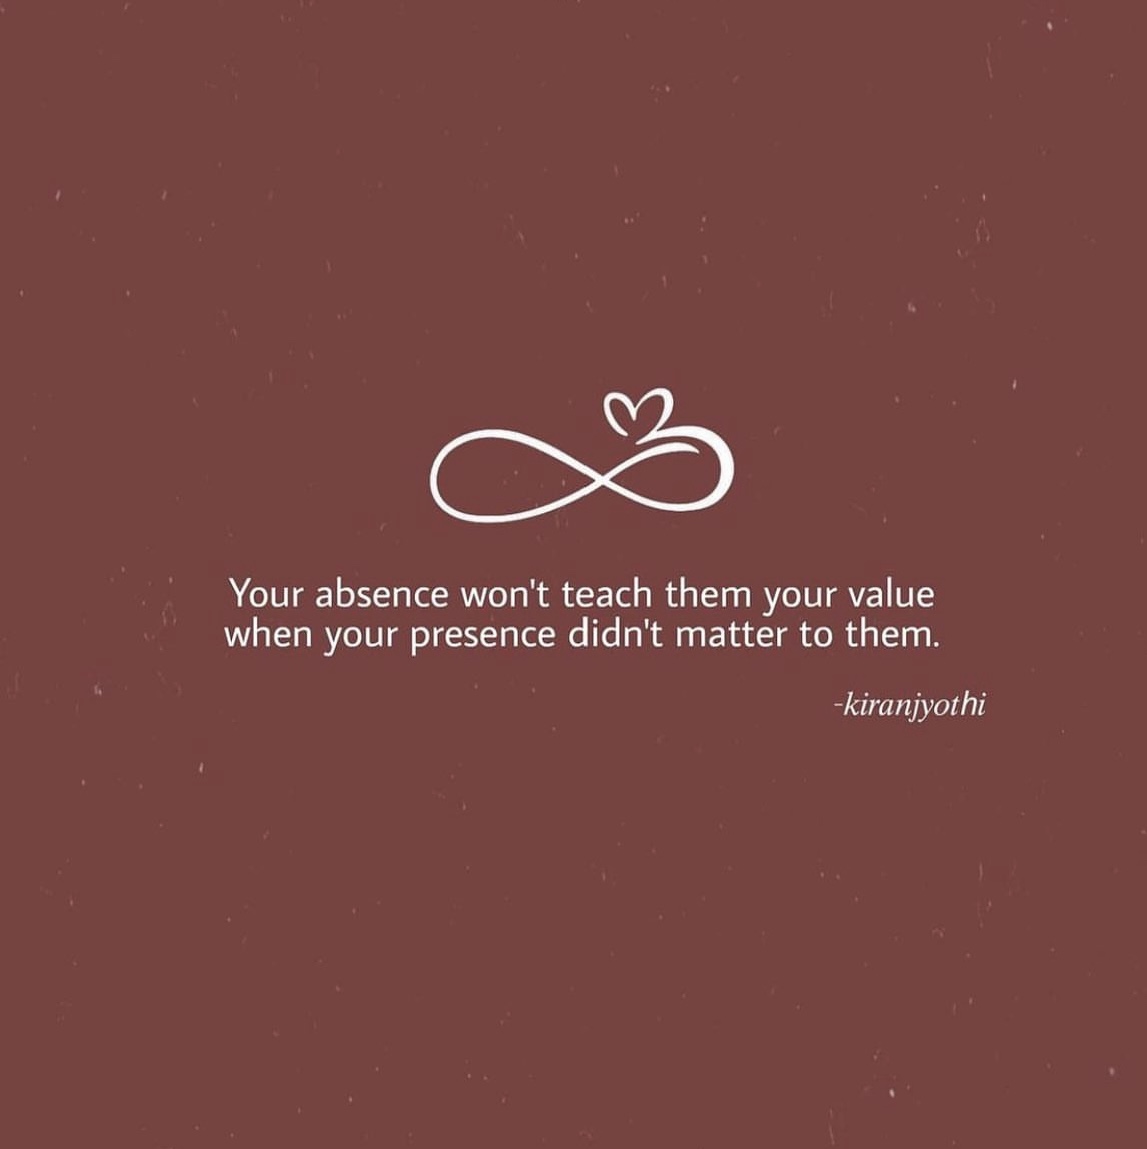 Your absence won't teach them your value
when your presence didn't matter to them.
-kiranjyothi